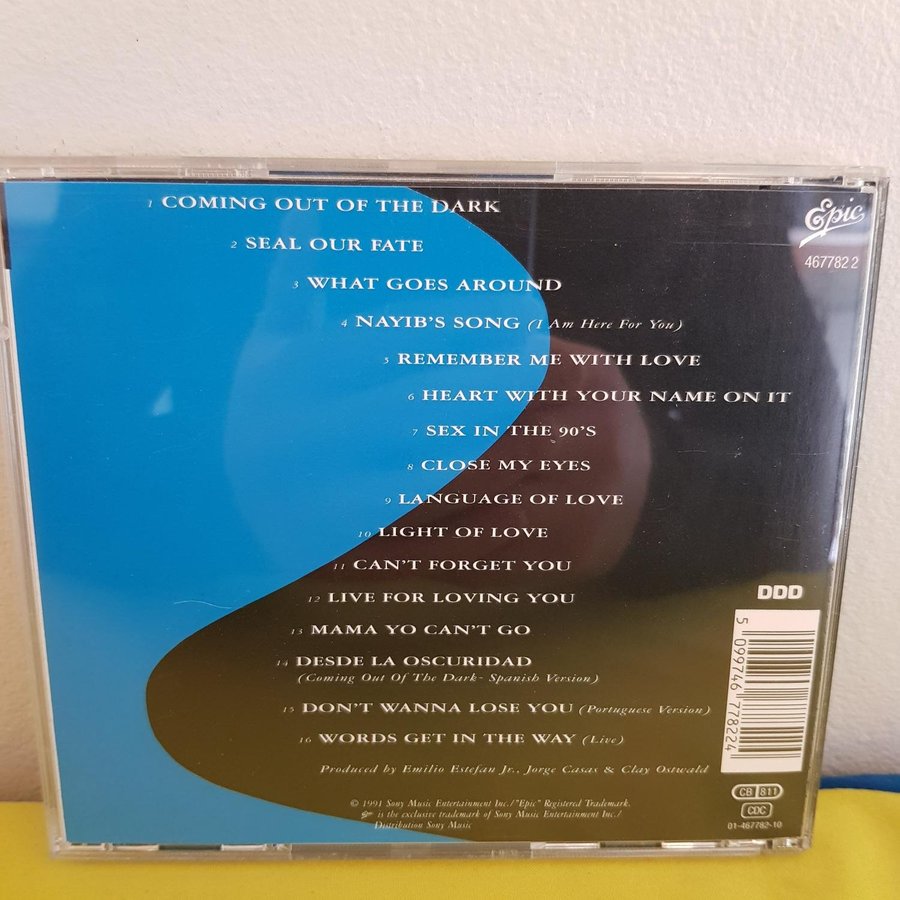 1 COMING OUT OF THE DARK
2 SEAL OUR FATE
3 WHAT GOES AROUND
4 NAYIB'S SONG (I Am Here For You)
5 REMEMBER ME WITH LOVE
6 HEART WITH YOUR NAME ON IT
7 SEX IN THE 90'S
8 CLOSE MY EYES
9 LANGUAGE OF LOVE
10 LIGHT OF LOVE
11 CAN'T FORGET YOU
12 LIVE FOR LOVING YOU
13 MAMA YO CAN'T GO
14 DESDE LA OSCURIDAD
(Coming Out Of The Dark- Spanish Version)
15 DON'T WANNA LOSE YOU (Portuguese Version)
16 WORDS GET IN THE WAY (Live)
Produced by Emilio Estefan Jr., Jorge Casas & Clay Ostwald
© 1991 Sony Music Entertainment Inc./"Epic" Registered Trademark.
is the exclusive trademark of Sony Music Entertainment Inc./
Distribution Sony Music
Epic
467782 2
DDD
5 099746 778224
CB 811
CDC
01-467782-10